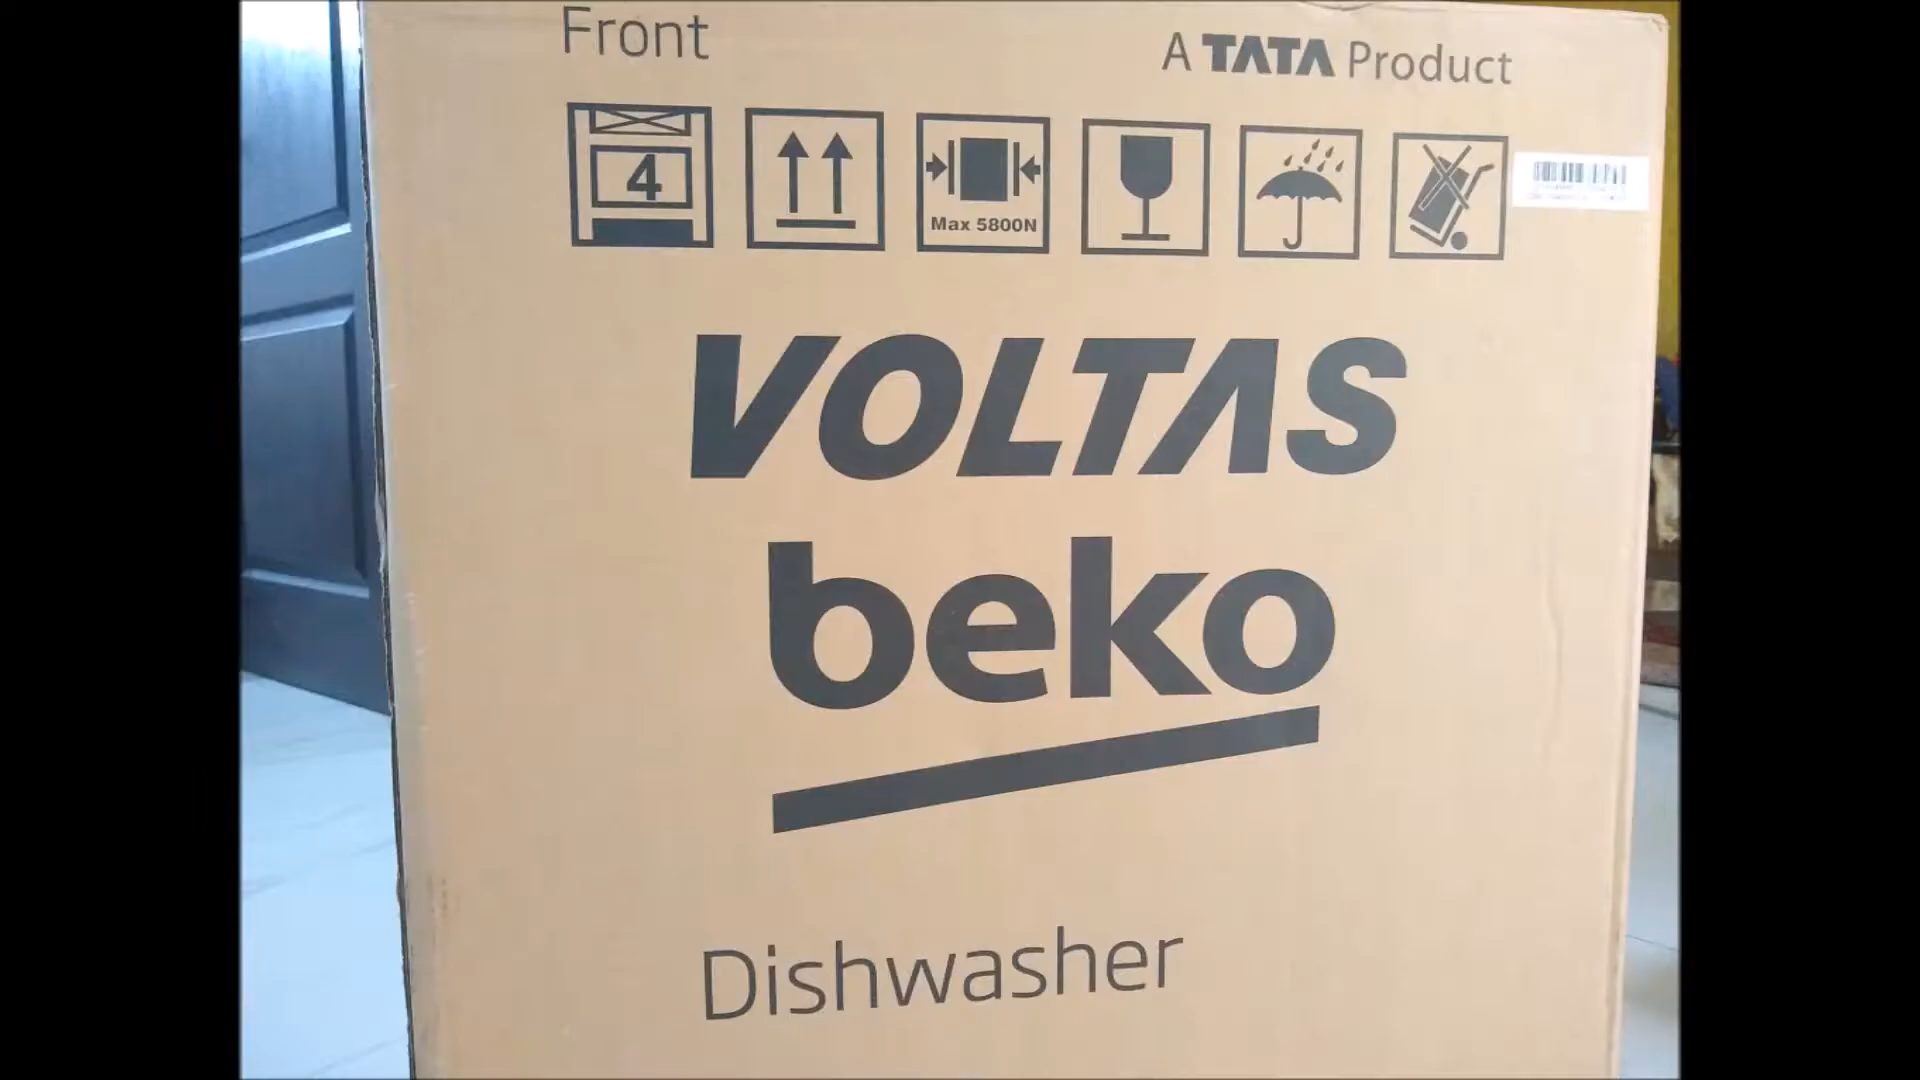 Front
A TATA Product
4
Max 5800N
VOLTAS
beko
Dishwasher